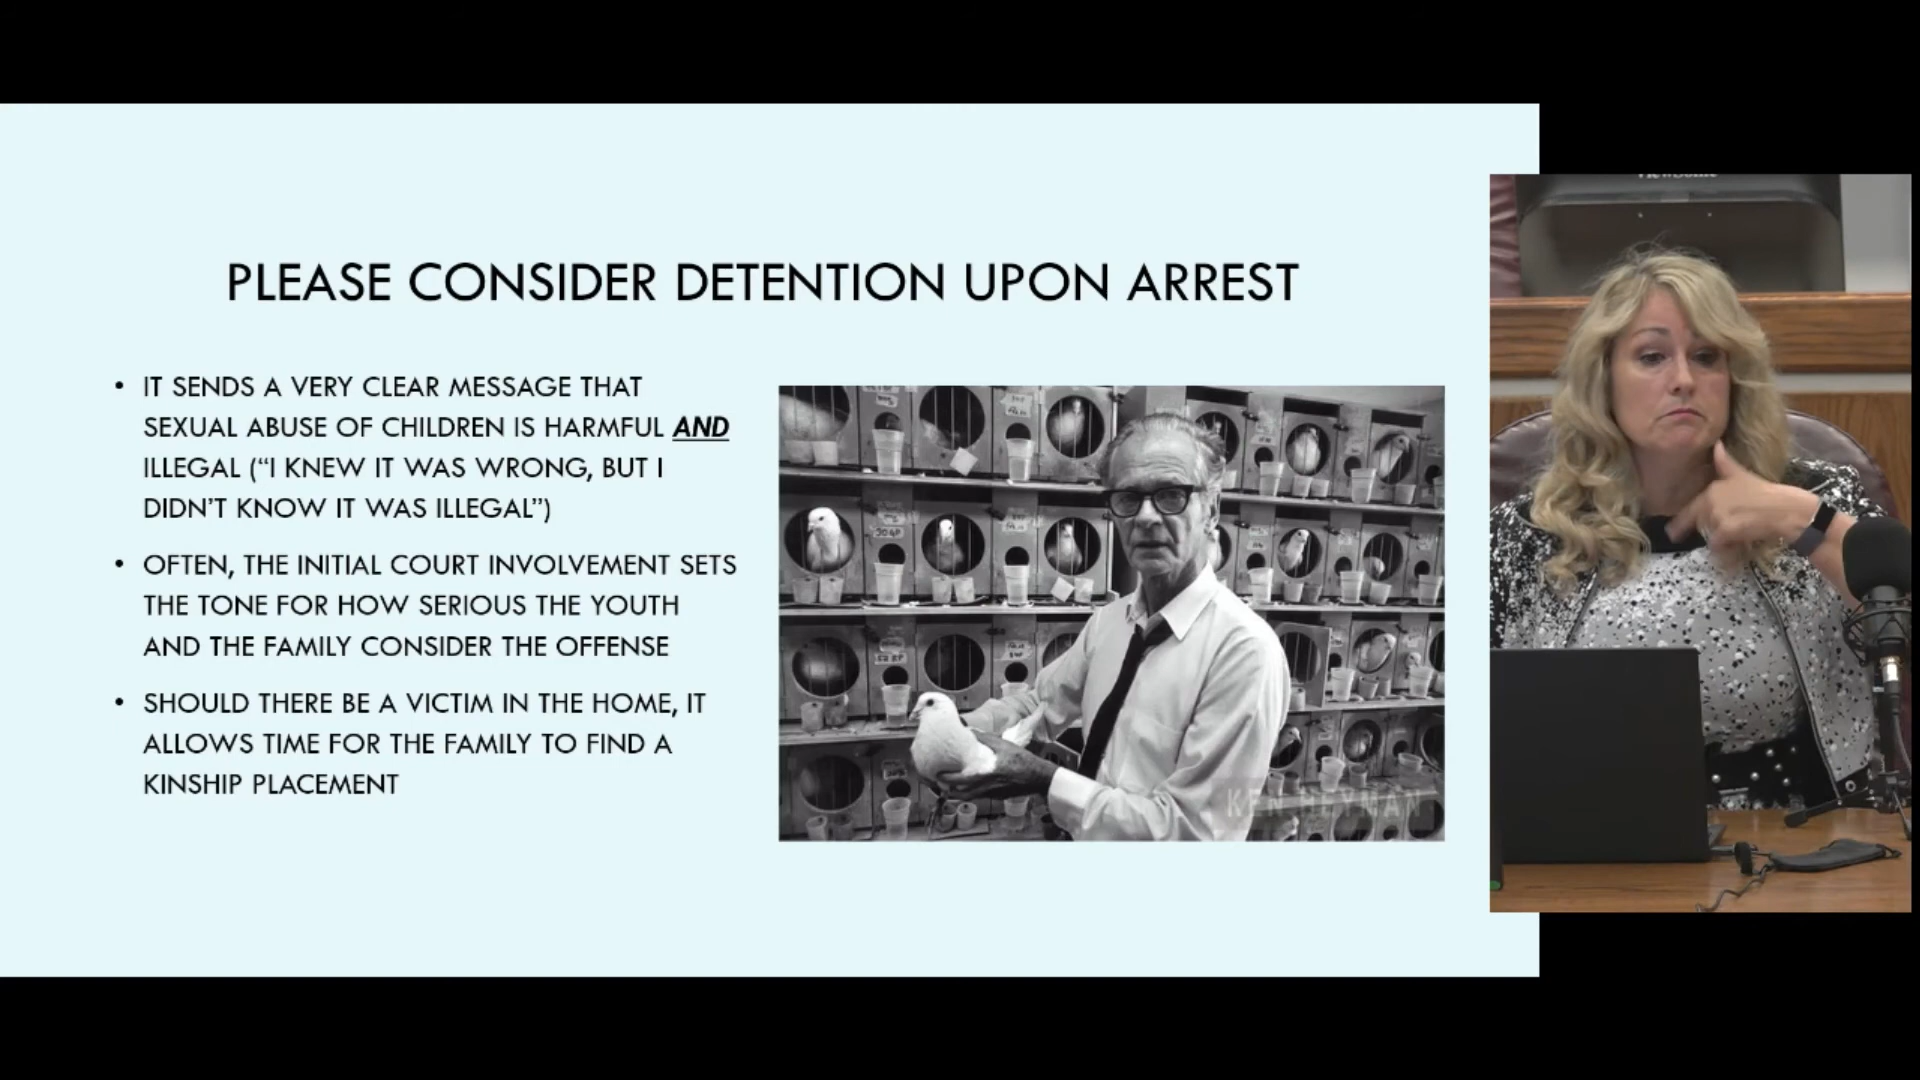 PLEASE CONSIDER DETENTION UPON ARREST
• IT SENDS A VERY CLEAR MESSAGE THAT
SEXUAL ABUSE OF CHILDREN IS HARMFUL AND
ILLEGAL (“I KNEW IT WAS WRONG, BUT I
DIDN’T KNOW IT WAS ILLEGAL”)
• OFTEN, THE INITIAL COURT INVOLVEMENT SETS
THE TONE FOR HOW SERIOUS THE YOUTH
AND THE FAMILY CONSIDER THE OFFENSE
• SHOULD THERE BE A VICTIM IN THE HOME, IT
ALLOWS TIME FOR THE FAMILY TO FIND A
KINSHIP PLACEMENT
KEN HEYMAN